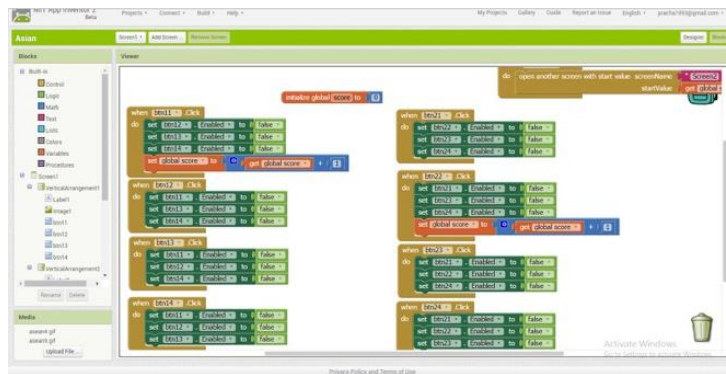 MIT App Inventor 2
Beta
Projects Connect Build Help
My Projects Gallery Guide Report an Issue English
Asian
Screen1 Add Screen... Remove Screen
Designer
Blocks
Viewer
Built-in
Control
Logic
Math
Text
Lists
Colors
Variables
Procedures
Screen1
VerticalArrangement1
Label1
Image1
btn11
btn12
btn13
btn14
VerticalArrangement2
Rename Delete
Media
Upload File...
do open another screen with start value screenName " Screen2
startValue get global
initialize global score to 0
when btn11 .Click
do set btn12 . Enabled to false
set btn13 . Enabled to false
set btn14 . Enabled to false
set global score to get global score +
when btn12 .Click
do set btn11 . Enabled to false
set btn13 . Enabled to false
set btn14 . Enabled to false
when btn13 .Click
do set btn11 . Enabled to false
set btn12 . Enabled to false
set btn14 . Enabled to false
when btn14 .Click
do set btn11 . Enabled to false
set btn12 . Enabled to false
set btn13 . Enabled to false
when btn21 .Click
do set btn22 . Enabled to false
set btn23 . Enabled to false
set btn24 . Enabled to false
when btn22 .Click
do set btn21 . Enabled to false
set btn23 . Enabled to false
set btn24 . Enabled to false
set global score to get global score +
when btn23 .Click
do set btn21 . Enabled to false
set btn22 . Enabled to false
set btn24 . Enabled to false
when btn24 .Click
do set btn21 . Enabled to false
set btn22 . Enabled to false
set btn23 . Enabled to false
Activate Windows
Go to Settings to activate Windows.
Privacy Policy and Terms of Use